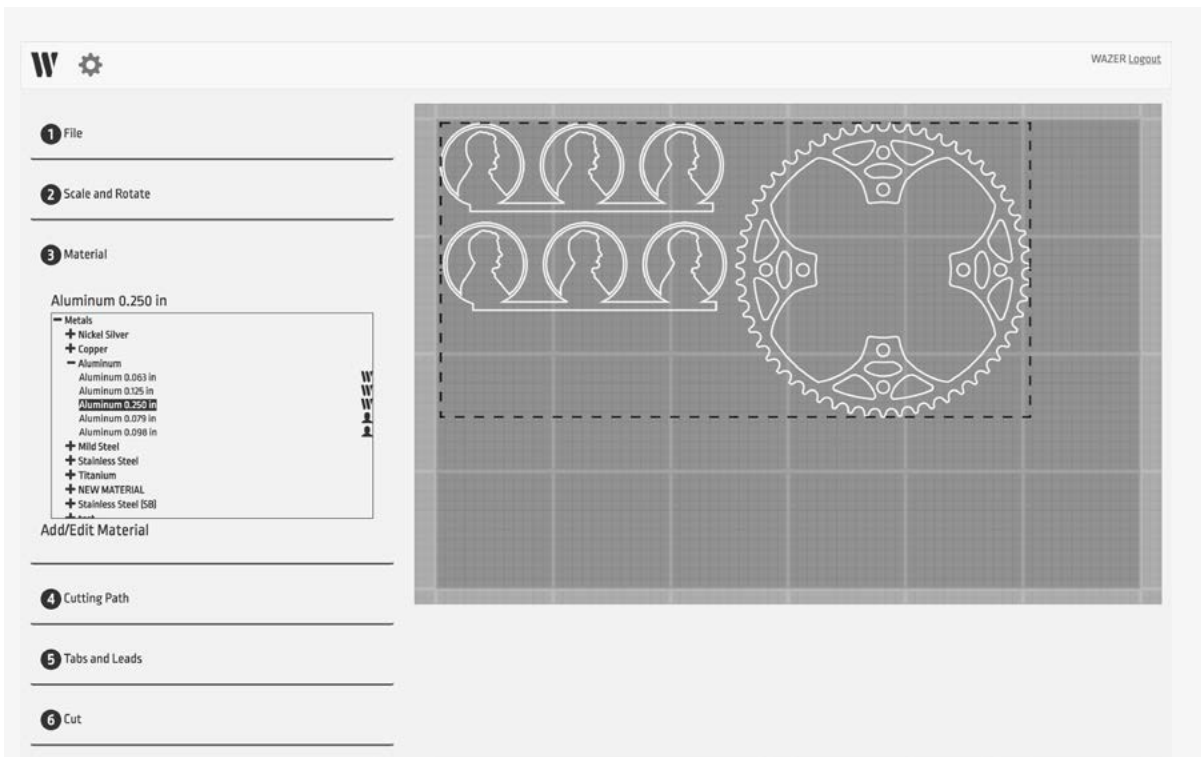 W
WAZER Logout
1 File
2 Scale and Rotate
3 Material
Aluminum 0.250 in
Metals
Nickel Silver
Copper
Aluminum
Aluminum 0.063 in W
Aluminum 0.125 in W
Aluminum 0.250 in W
Aluminum 0.079 in
Aluminum 0.098 in
Mild Steel
Stainless Steel
Titanium
NEW MATERIAL
Stainless Steel (SB)
Add/Edit Material
4 Cutting Path
5 Tabs and Leads
6 Cut